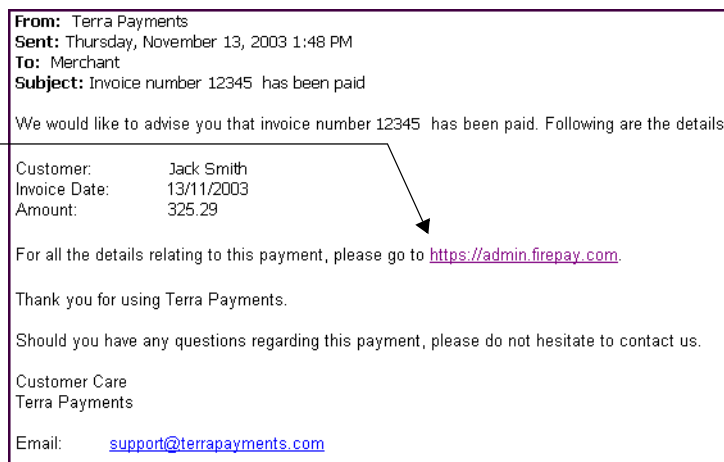 From: Terra Payments
Sent: Thursday, November 13, 2003 1:48 PM
To: Merchant
Subject: Invoice number 12345 has been paid
We would like to advise you that invoice number 12345 has been paid. Following are the details
Customer: Jack Smith
Invoice Date: 13/11/2003
Amount: 325.29
For all the details relating to this payment, please go to https://admin.firepay.com.
Thank you for using Terra Payments.
Should you have any questions regarding this payment, please do not hesitate to contact us.
Customer Care
Terra Payments
Email: support@terrapayments.com